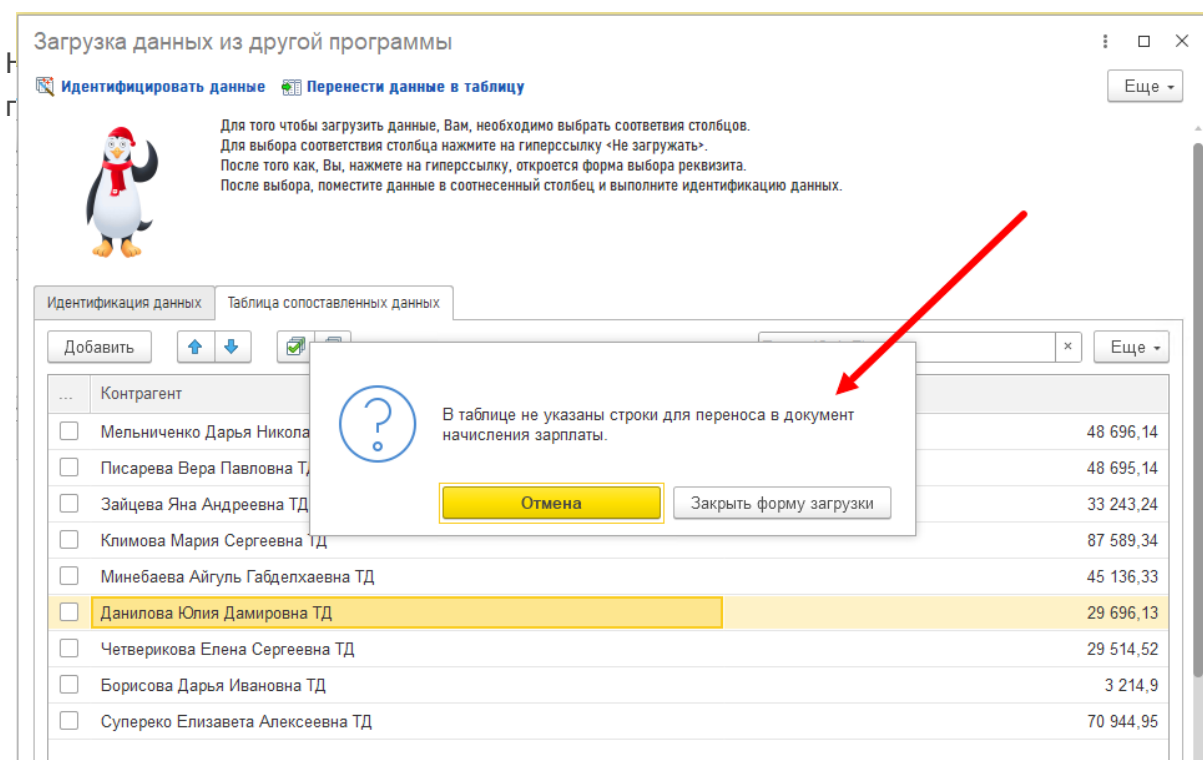 Загрузка данных из другой программы
Идентифицировать данные Перенести данные в таблицу
Еще
Для того чтобы загрузить данные, Вам, необходимо выбрать соответвия столбцов.
Для выбора соответствия столбца нажмите на гиперссылку <Не загружать>.
После того как, Вы, нажмете на гиперссылку, откроется форма выбора реквизита.
После выбора, поместите данные в соотнесенный столбец и выполните идентификацию данных.
Идентификация данных Таблица сопоставленных данных
Добавить
× Еще
... Контрагент
В таблице не указаны строки для переноса в документ
начисления зарплаты.
Отмена Закрыть форму загрузки
Мельниченко Дарья Никола 48 696,14
Писарева Вера Павловна Т 48 695,14
Зайцева Яна Андреевна ТД 33 243,24
Климова Мария Сергеевна ТД 87 589,34
Минебаева Айгуль Габделхаевна ТД 45 136,33
Данилова Юлия Дамировна ТД 29 696,13
Четверикова Елена Сергеевна ТД 29 514,52
Борисова Дарья Ивановна ТД 3 214,9
Супереко Елизавета Алексеевна ТД 70 944,95